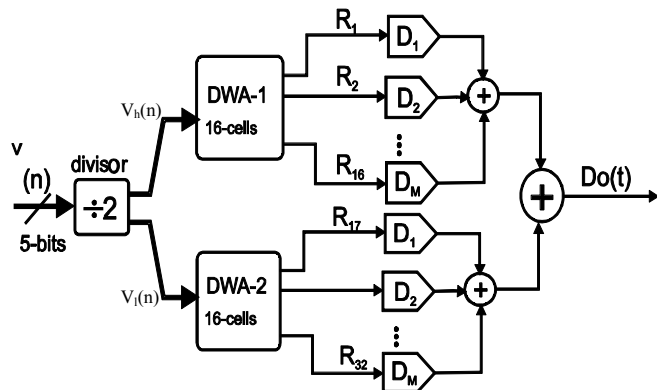 v
(n)
5-bits
divisor
÷2
Vh(n)
Vl(n)
DWA-1
16-cells
R1
R2
R16
D1
D2
DM
+
DWA-2
16-cells
R17
R32
D1
D2
DM
+
+
Do(t)